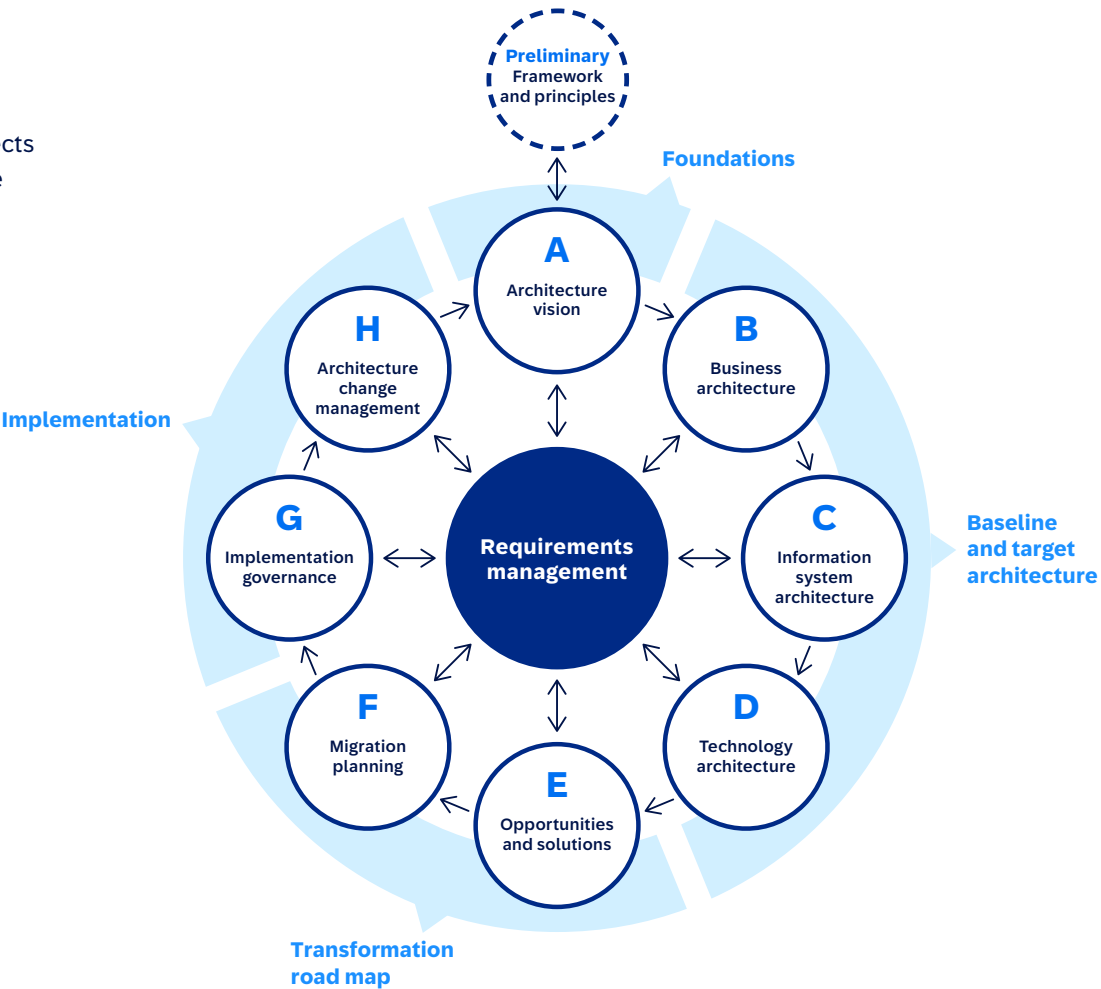 Preliminary
Framework
and principles
Foundations
A
Architecture
vision
H
Architecture
change
management
B
Business
architecture
Implementation
G
Implementation
governance
Requirements
management
C
Information
system
architecture
Baseline
and target
architecture
F
Migration
planning
D
Technology
architecture
E
Opportunities
and solutions
Transformation
road map